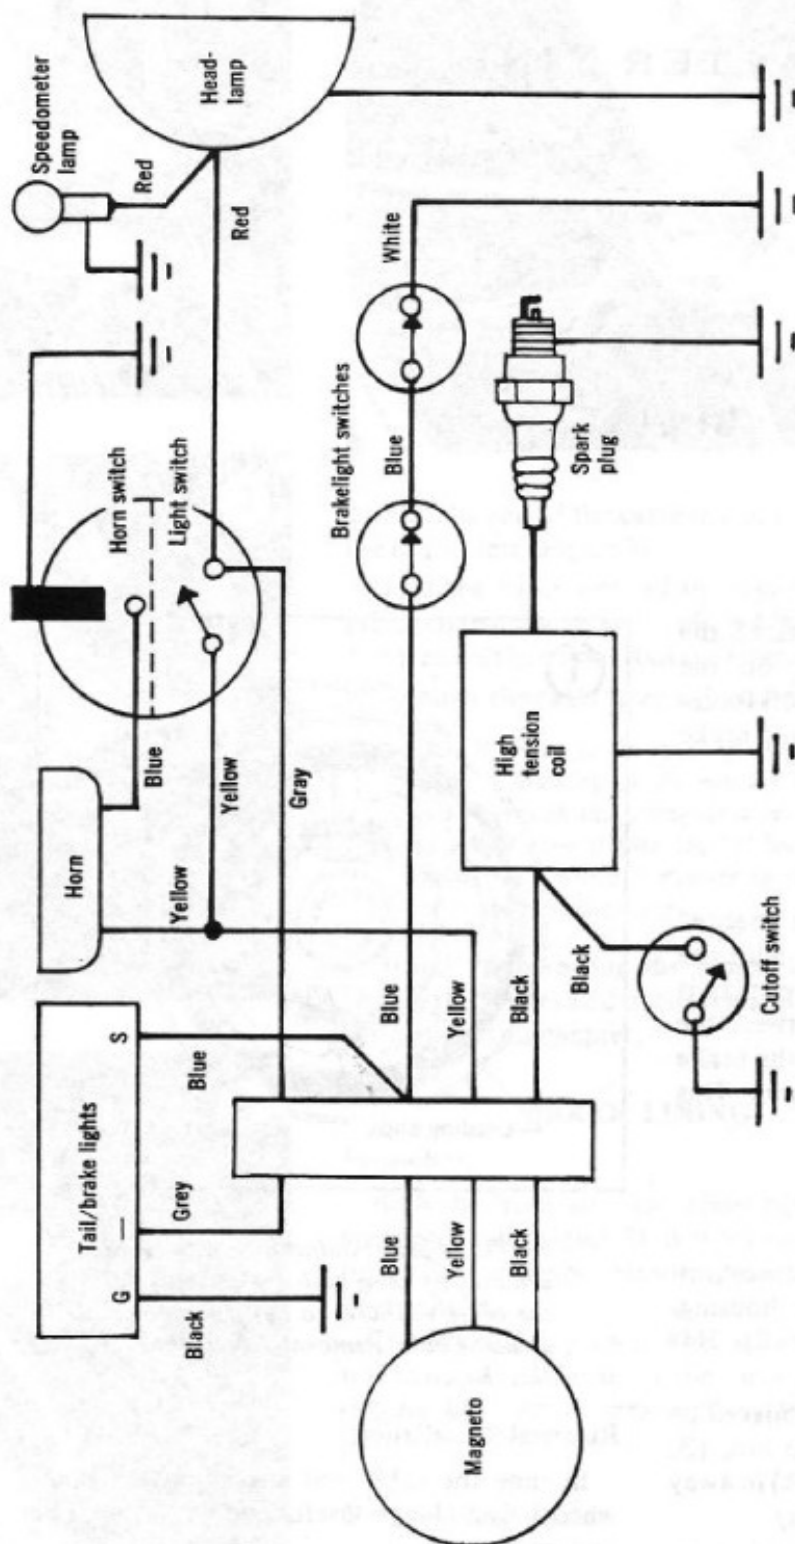 Tail/brake lights
G
—
S
Horn
Speedometer
lamp
Head-
lamp
Horn switch
Light switch
Black
Grey
Blue
Yellow
Blue
Yellow
Gray
Red
Red
Brakelight switches
Blue
White
Blue
Yellow
Black
Blue
Yellow
Black
Black
Magneto
High
tension
coil
Spark
plug
Cutoff switch